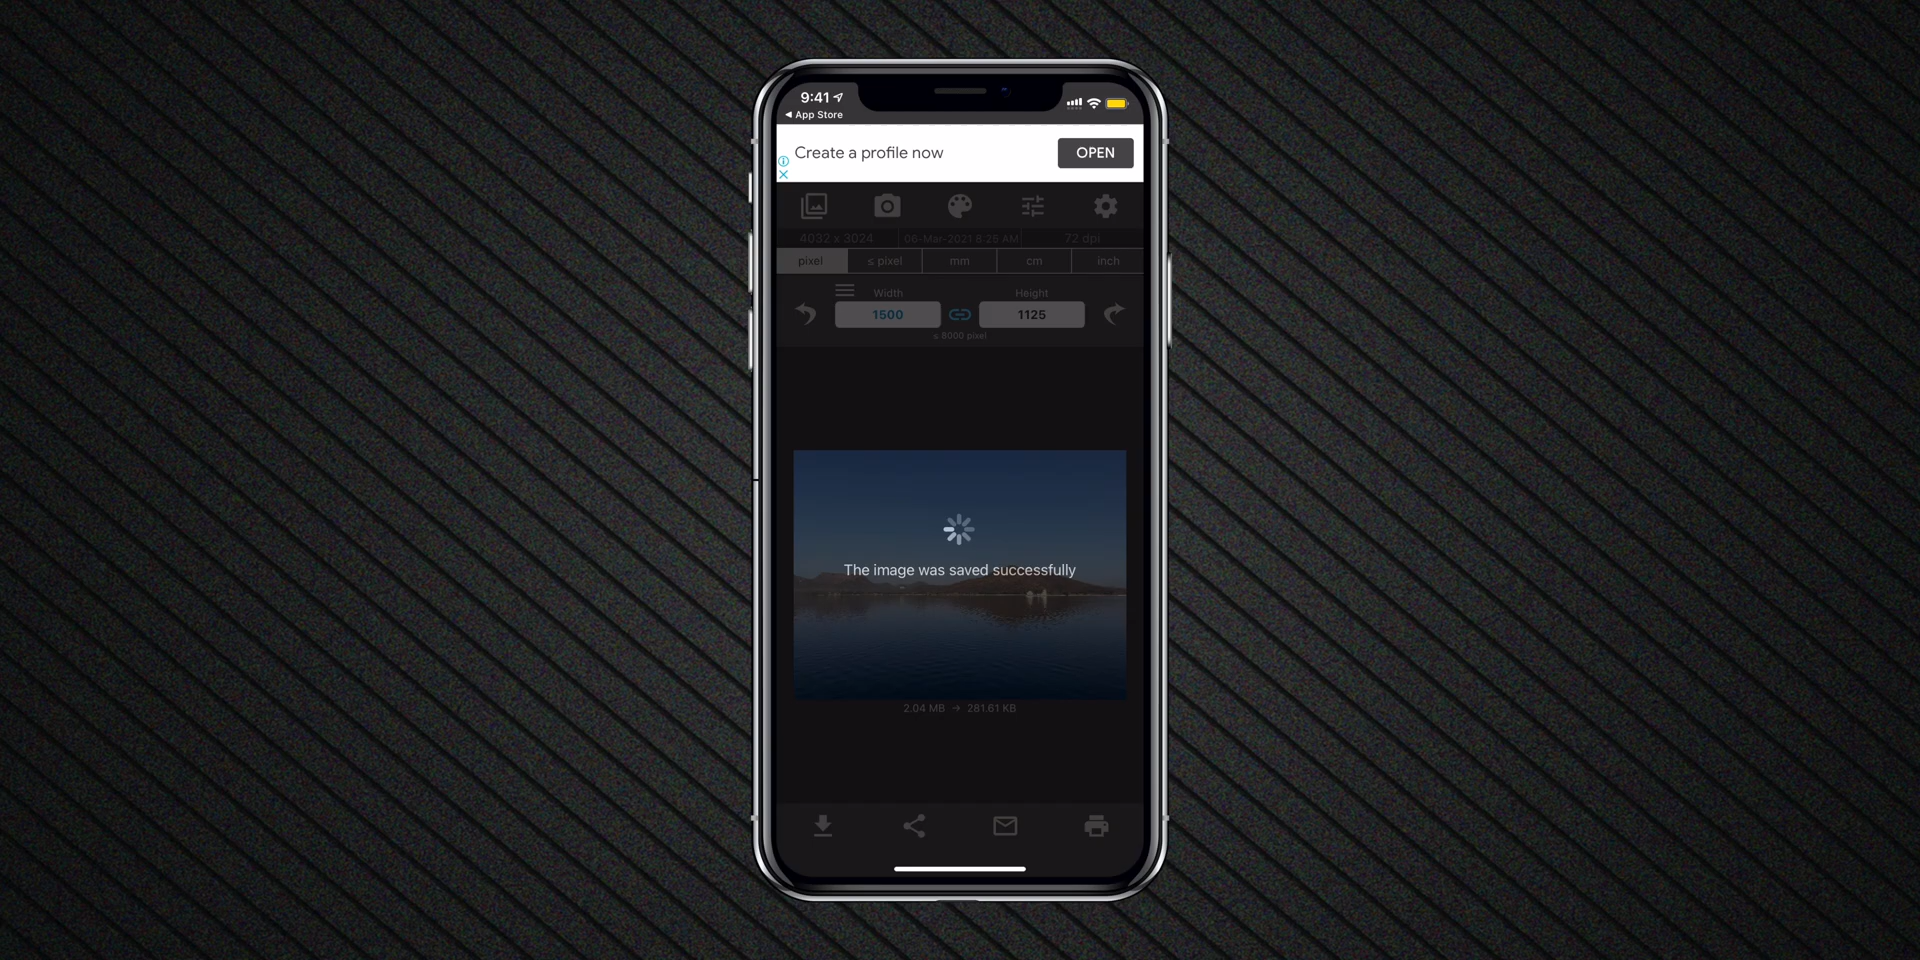 9:41
◀ App Store
Create a profile now
OPEN
4032 x 3024 06-Mar-2021 8:25 AM 72 dpi
pixel ≤ pixel mm cm inch
Width Height
1500 1125
≤ 8000 pixel
The image was saved successfully
2.04 MB → 281.61 KB